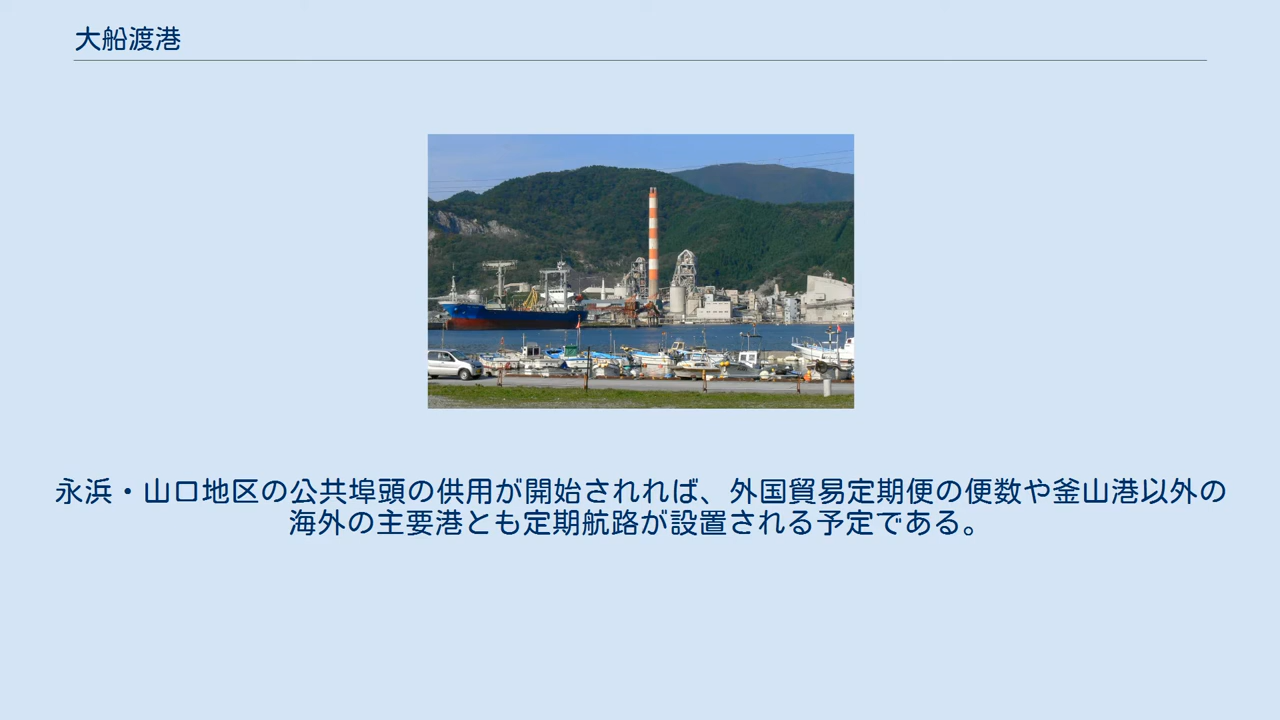 大船渡港
永浜・山口地区の公共埠頭の供用が開始されれば、外国貿易定期便の便数や釜山港以外の
海外の主要港とも定期航路が設置される予定である。